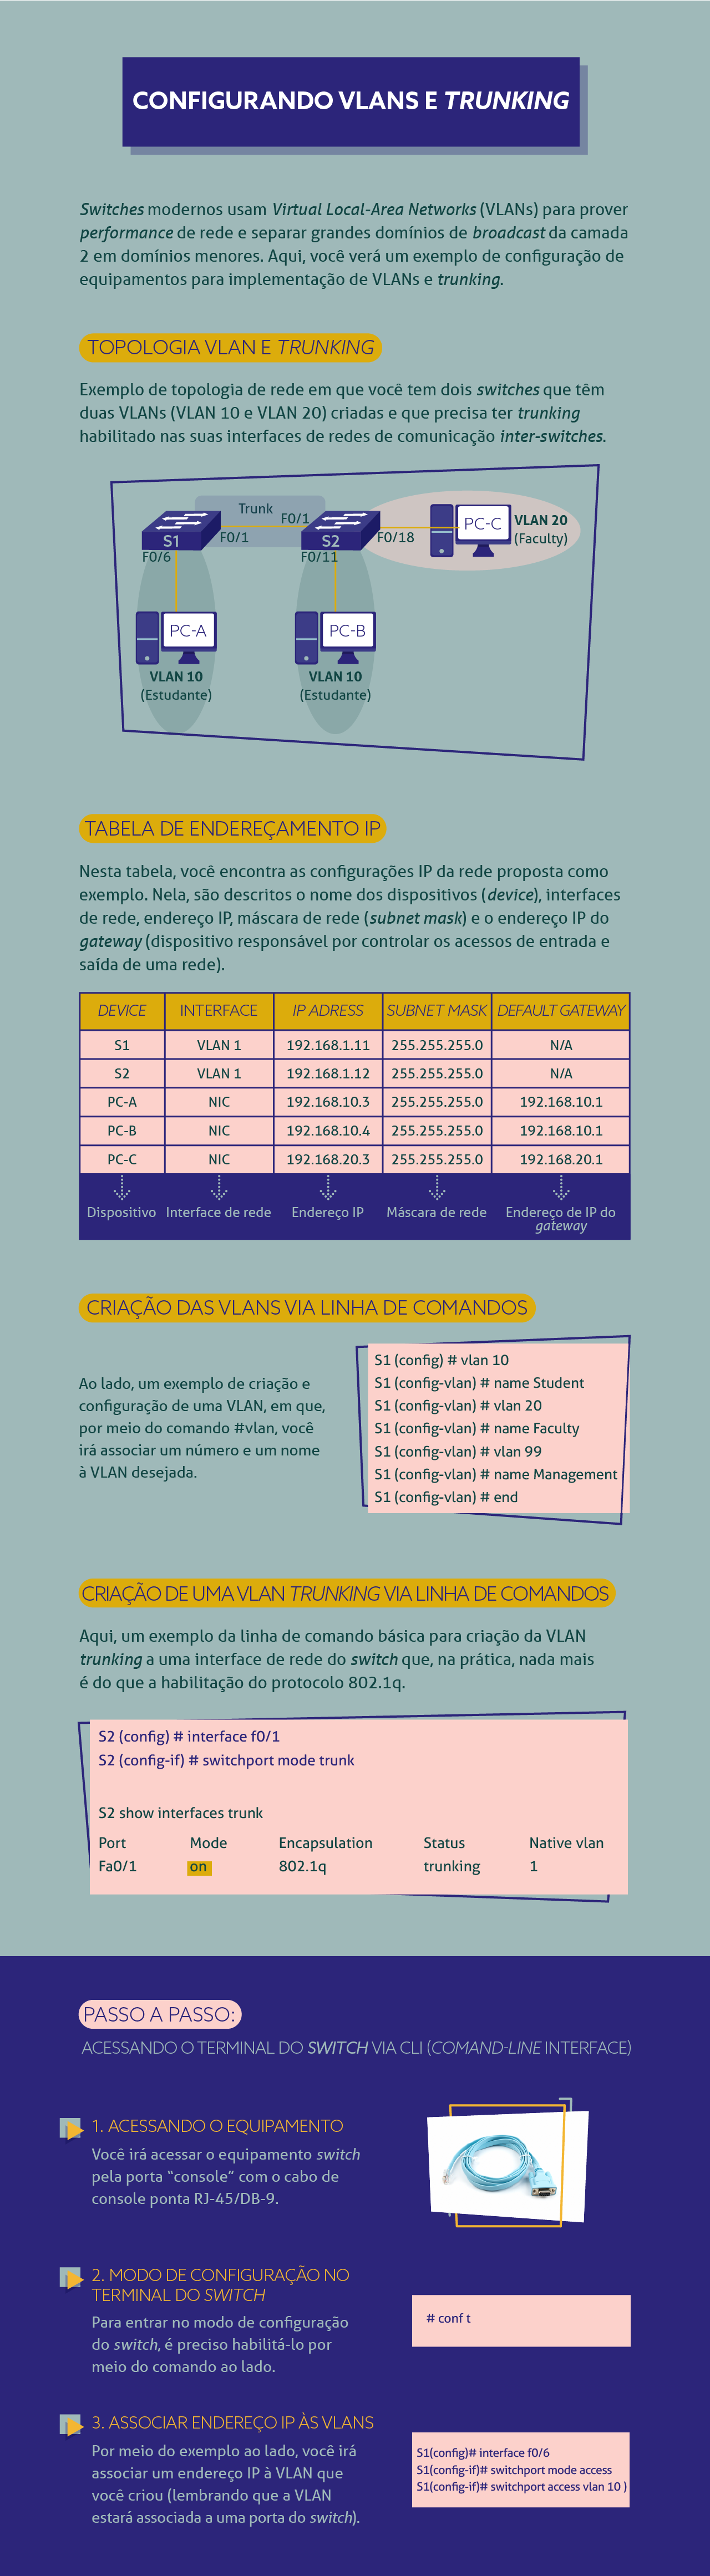 CONFIGURANDO VLANS E TRUNKING
Switches modernos usam Virtual Local-Area Networks (VLANs) para prover
performance de rede e separar grandes domínios de broadcast da camada
2 em domínios menores. Aqui, você verá um exemplo de configuração de
equipamentos para implementação de VLANs e trunking.
TOPOLOGIA VLAN E TRUNKING
Exemplo de topologia de rede em que você tem dois switches que têm
duas VLANs (VLAN 10 e VLAN 20) criadas e que precisa ter trunking
habilitado nas suas interfaces de redes de comunicação inter-switches.
Trunk
F0/1
S1
F0/1
S2
F0/18
PC-C
VLAN 20
(Faculty)
F0/6
F0/11
PC-A
PC-B
VLAN 10
(Estudante)
VLAN 10
(Estudante)
TABELA DE ENDEREÇAMENTO IP
Nesta tabela, você encontra as configurações IP da rede proposta como
exemplo. Nela, são descritos o nome dos dispositivos (device), interfaces
de rede, endereço IP, máscara de rede (subnet mask) e o endereço IP do
gateway (dispositivo responsável por controlar os acessos de entrada e
saída de uma rede).
DEVICE INTERFACE IP ADRESS SUBNET MASK DEFAULT GATEWAY
S1 VLAN 1 192.168.1.11 255.255.255.0 N/A
S2 VLAN 1 192.168.1.12 255.255.255.0 N/A
PC-A NIC 192.168.10.3 255.255.255.0 192.168.10.1
PC-B NIC 192.168.10.4 255.255.255.0 192.168.10.1
PC-C NIC 192.168.20.3 255.255.255.0 192.168.20.1
Dispositivo Interface de rede Endereço IP Máscara de rede Endereço de IP do
gateway
CRIAÇÃO DAS VLANS VIA LINHA DE COMANDOS
Ao lado, um exemplo de criação e
configuração de uma VLAN, em que,
por meio do comando #vlan, você
irá associar um número e um nome
à VLAN desejada.
S1 (config) # vlan 10
S1 (config-vlan) # name Student
S1 (config-vlan) # vlan 20
S1 (config-vlan) # name Faculty
S1 (config-vlan) # vlan 99
S1 (config-vlan) # name Management
S1 (config-vlan) # end
CRIAÇÃO DE UMA VLAN TRUNKING VIA LINHA DE COMANDOS
Aqui, um exemplo da linha de comando básica para criação da VLAN
trunking a uma interface de rede do switch que, na prática, nada mais
é do que a habilitação do protocolo 802.1q.
S2 (config) # interface f0/1
S2 (config-if) # switchport mode trunk
S2 show interfaces trunk
Port Mode Encapsulation Status Native vlan
Fa0/1 on 802.1q trunking 1
PASSO A PASSO:
ACESSANDO O TERMINAL DO SWITCH VIA CLI (COMAND-LINE INTERFACE)
1. ACESSANDO O EQUIPAMENTO
Você irá acessar o equipamento switch
pela porta "console" com o cabo de
console ponta RJ-45/DB-9.
2. MODO DE CONFIGURAÇÃO NO
TERMINAL DO SWITCH
Para entrar no modo de configuração
do switch, é preciso habilitá-lo por
meio do comando ao lado.
# conf t
3. ASSOCIAR ENDEREÇO IP ÀS VLANS
Por meio do exemplo ao lado, você irá
associar um endereço IP à VLAN que
você criou (lembrando que a VLAN
estará associada a uma porta do switch).
S1(config)# interface f0/6
S1(config-if)# switchport mode access
S1(config-if)# switchport access vlan 10 )